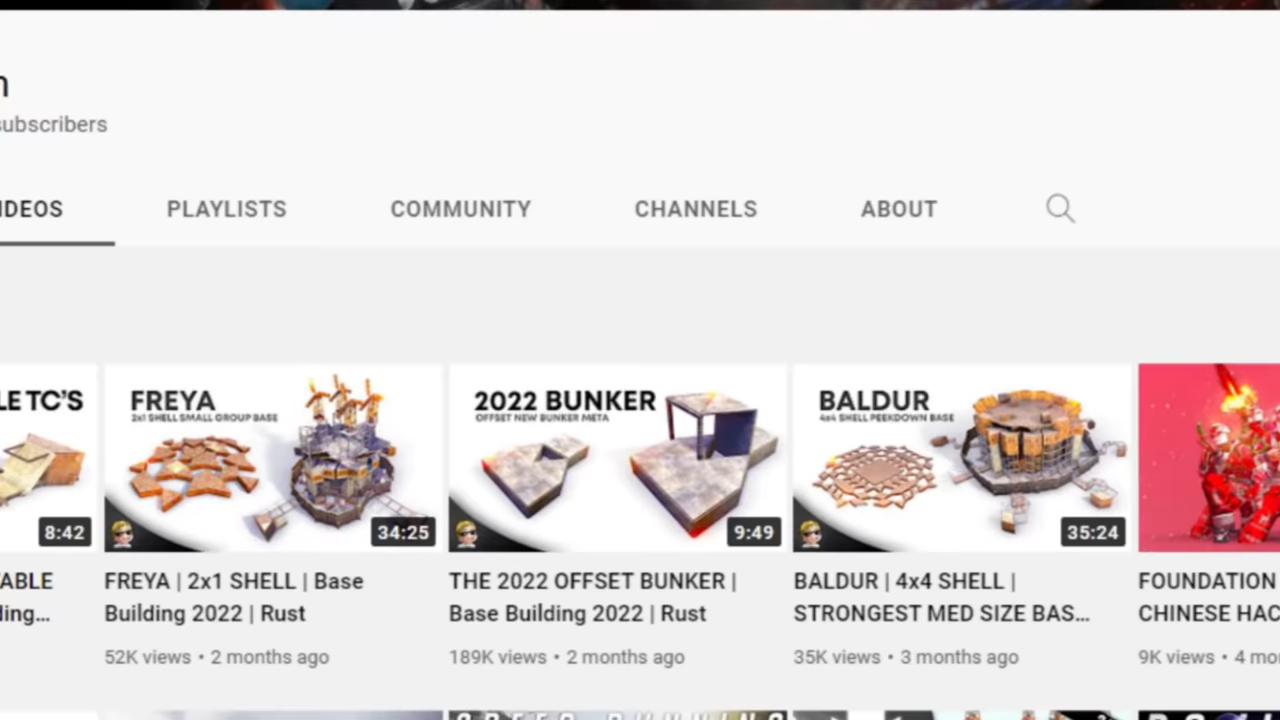 n
subscribers
IDEOS PLAYLISTS COMMUNITY CHANNELS ABOUT
LE TC'S
8:42
FREYA
2x1 SHELL SMALL GROUP BASE
34:25
2022 BUNKER
OFFSET NEW BUNKER META
9:49
BALDUR
4x4 SHELL PEEKDOWN BASE
35:24
TABLE
ding...
FREYA | 2x1 SHELL | Base
Building 2022 | Rust
52K views • 2 months ago
THE 2022 OFFSET BUNKER |
Base Building 2022 | Rust
189K views • 2 months ago
BALDUR | 4x4 SHELL |
STRONGEST MED SIZE BAS...
35K views • 3 months ago
FOUNDATION
CHINESE HAC
9K views • 4 mo